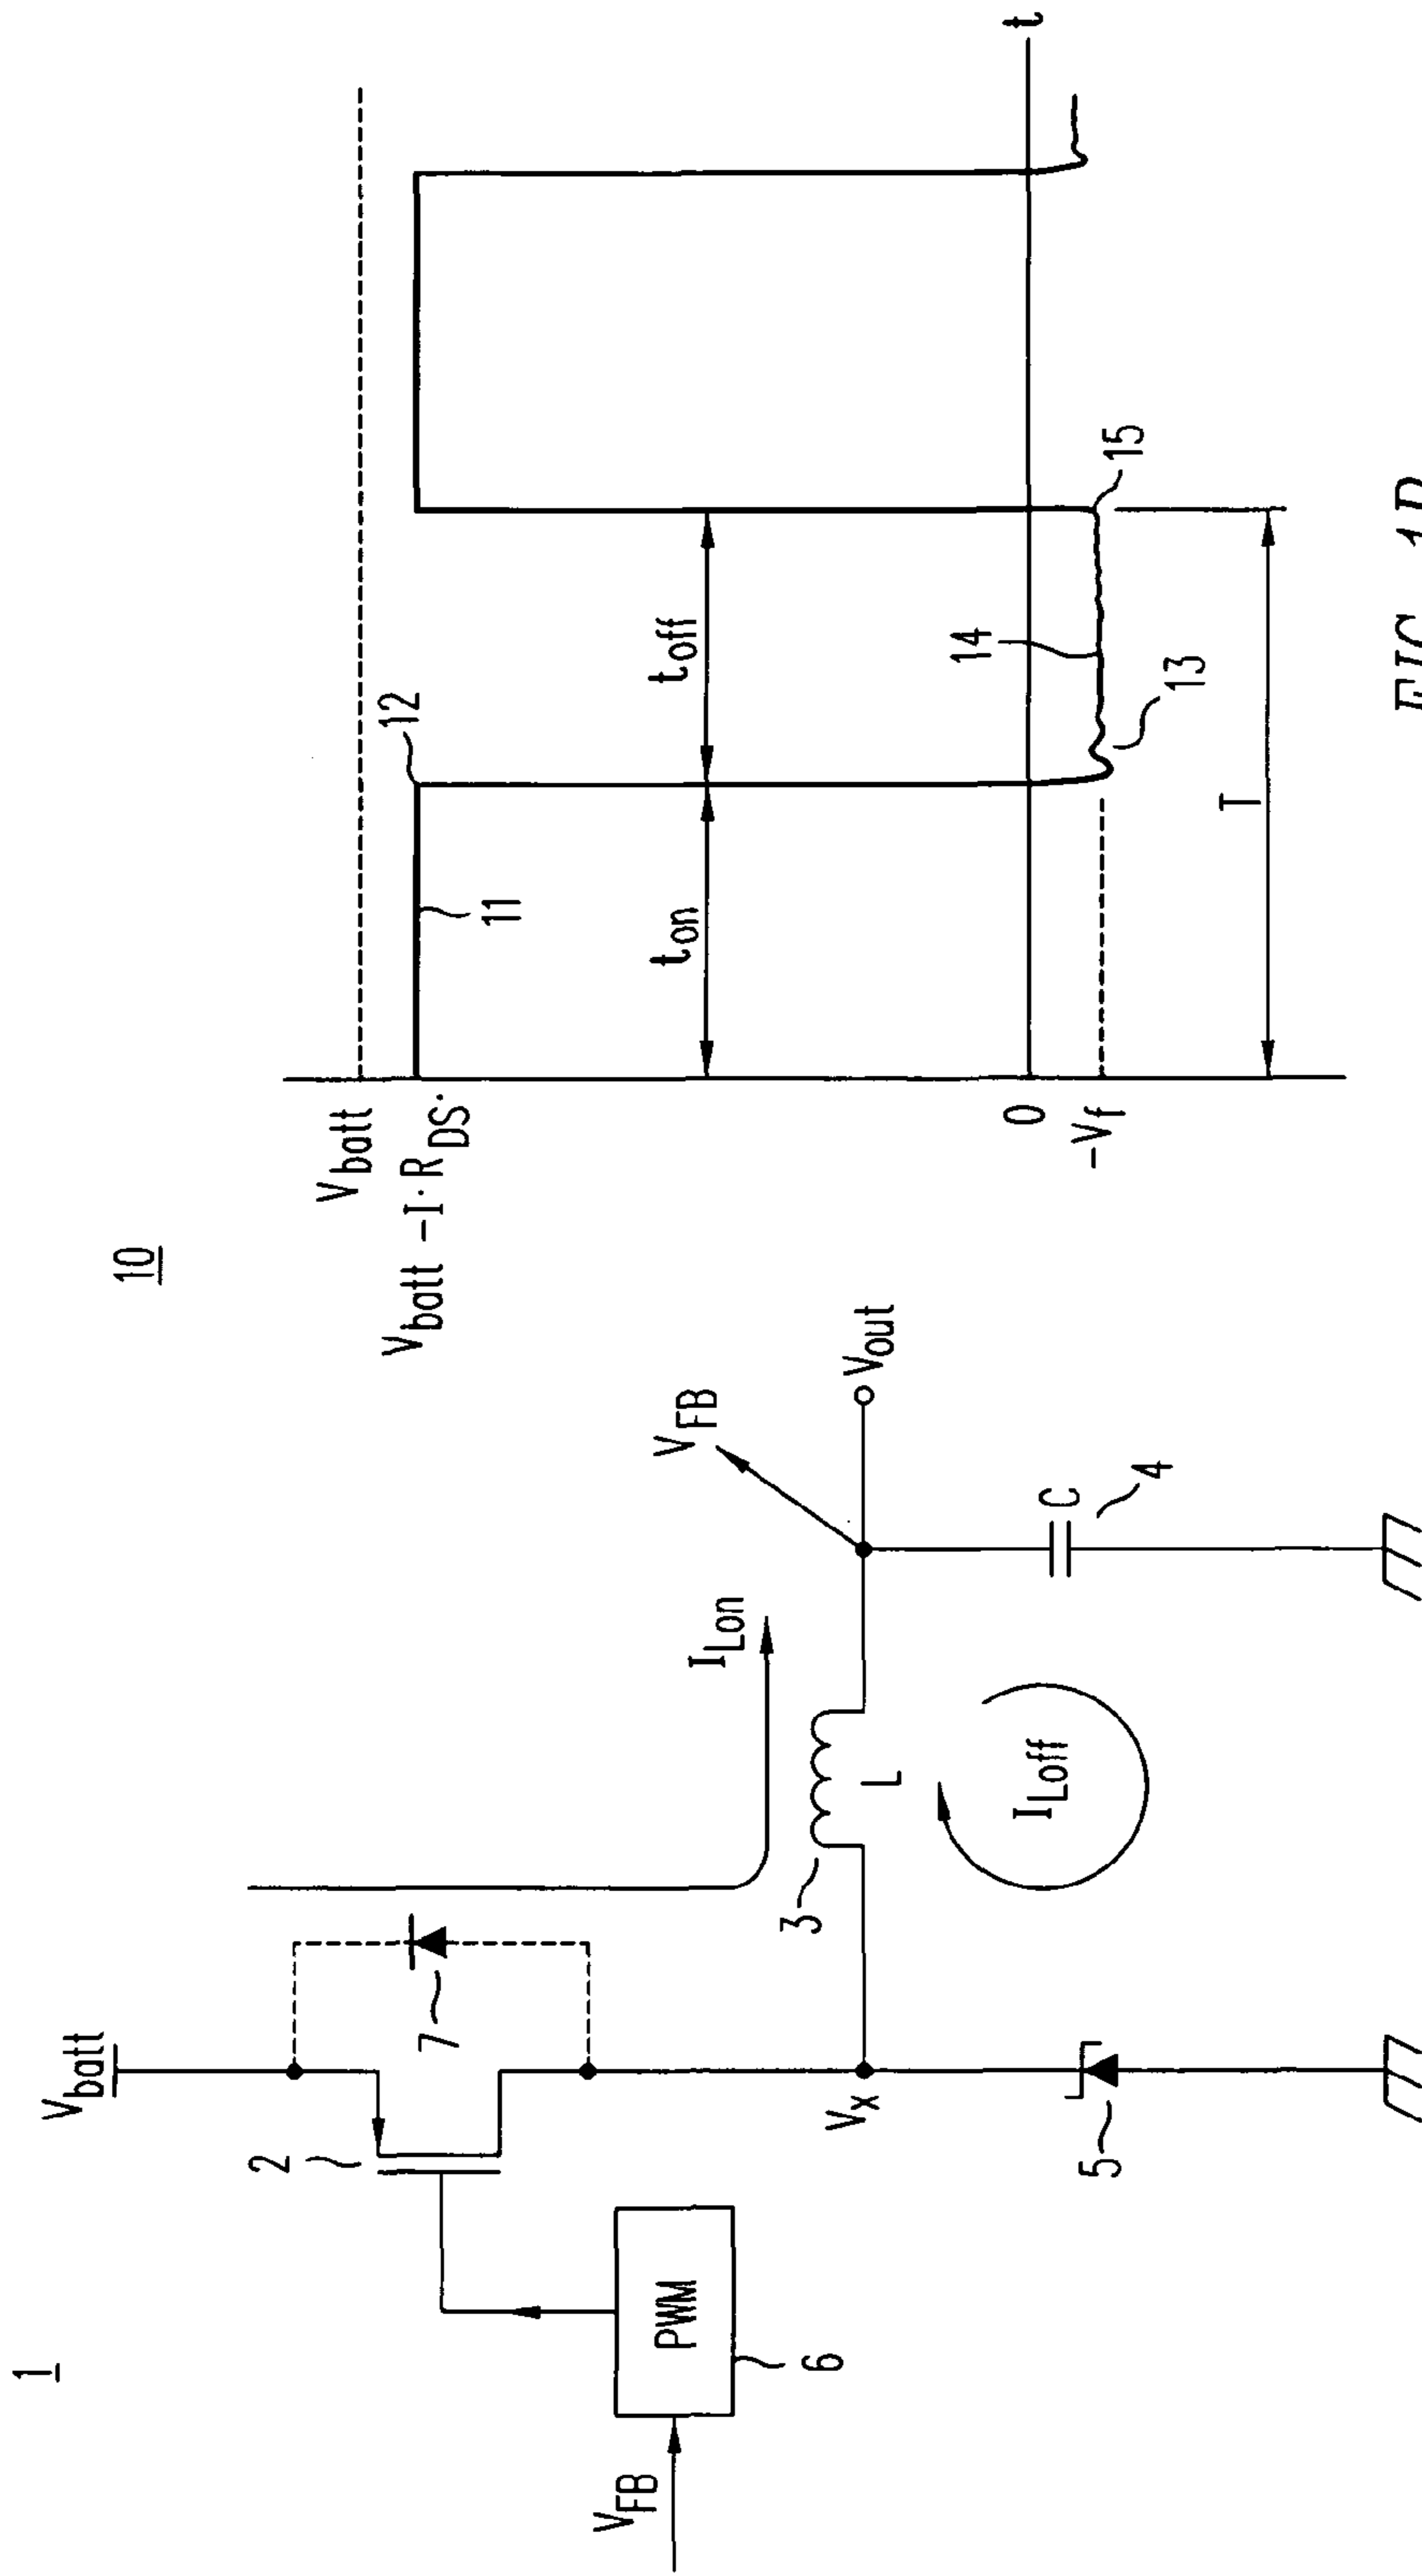 1
V_batt
2
7
V_FB
PWM
6
V_x
5
3
L
I_Lon
I_Loff
V_FB
V_out
C
4
10
V_batt
V_batt -I·R_DS·
0
-V_f
11
12
t_on
t_off
13
14
15
T
t